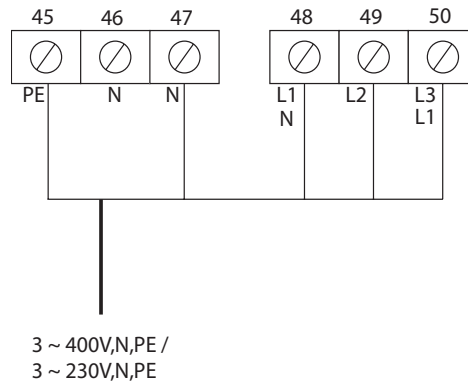 45 46 47 48 49 50
PE N N L1 L2 L3
N L1
3 ~ 400V,N,PE /
3 ~ 230V,N,PE